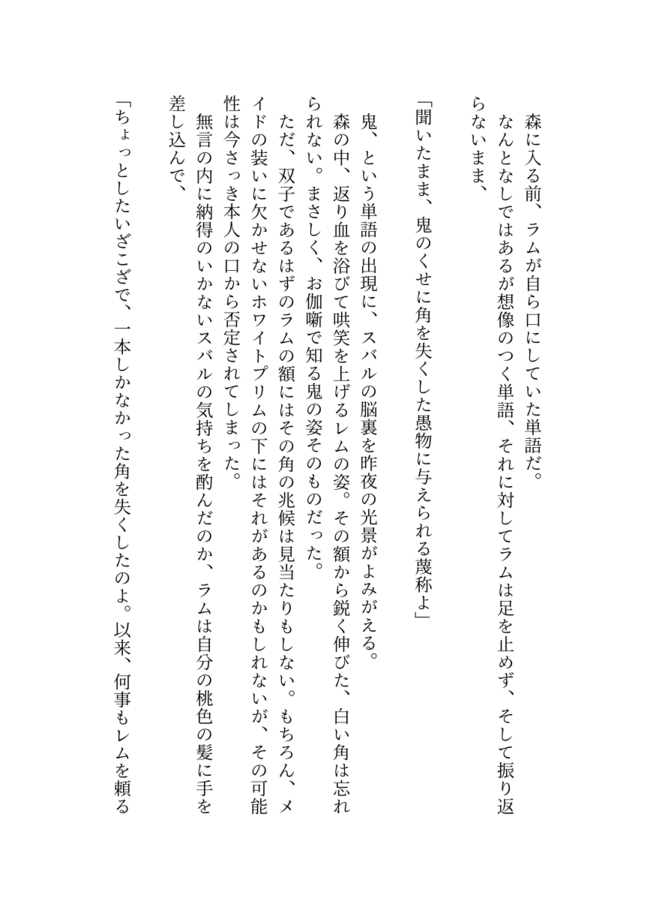 森に入る前、ラムが自ら口にしていた単語だ。
なんとなしではあるが想像のつく単語、それに対してラムは足を止めず、そして振り返
らないまま、
「聞いたまま、鬼のくせに角を失くした愚物に与えられる蔑称よ」
鬼、という単語の出現に、スバルの脳裏を昨夜の光景がよみがえる。
森の中、返り血を浴びて哄笑を上げるレムの姿。その額から鋭く伸びた、白い角は忘れ
られない。まさしく、お伽噺で知る鬼の姿そのものだった。
ただ、双子であるはずのラムの額にはその角の兆候は見当たりもしない。もちろん、メ
イドの装いに欠かせないホワイトプリムの下にはそれがあるのかもしれないが、その可能
性は今さっき本人の口から否定されてしまった。
無言の内に納得のいかないスバルの気持ちを酌んだのか、ラムは自分の桃色の髪に手を
差し込んで、
「ちょっとしたいざこざで、一本しかなかった角を失くしたのよ。以来、何事もレムを頼る